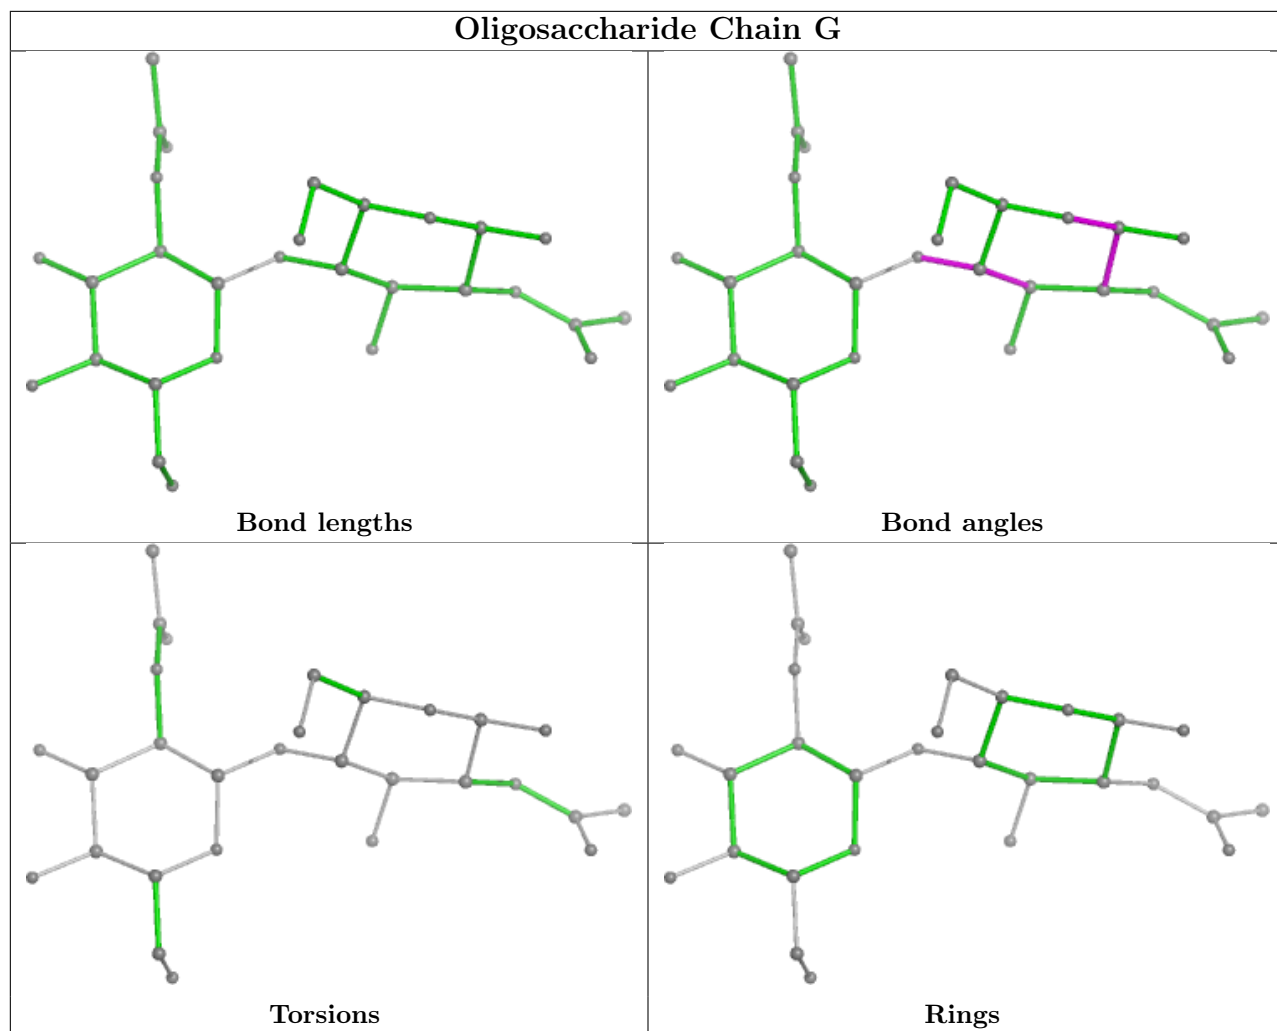 Oligosaccharide Chain G
Bond lengths
Bond angles
Torsions
Rings